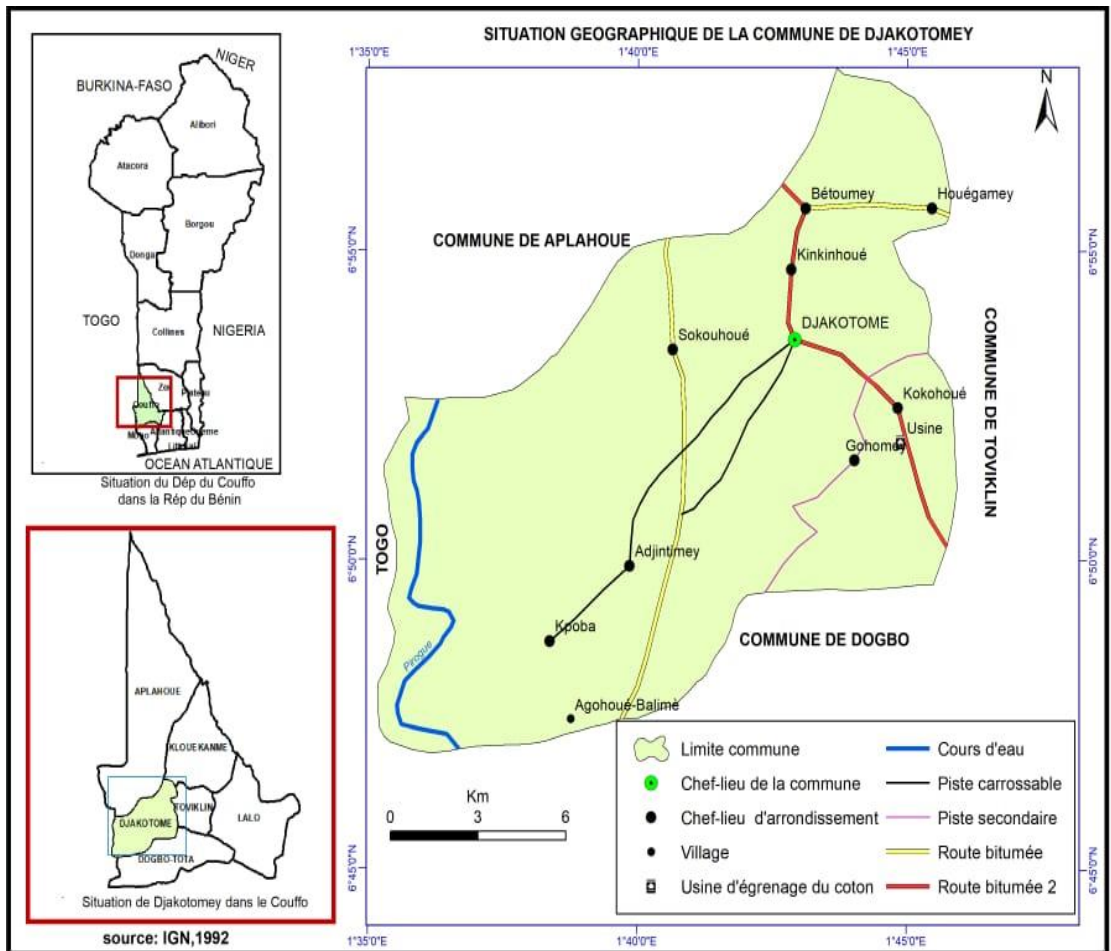 SITUATION GEOGRAPHIQUE DE LA COMMUNE DE DJAKOTOMEY
1°35'0"E
1°40'0"E
1°45'0"E
N
NIGER
BURKINA-FASO
Alibori
Atacora
Borgou
Donga
TOGO
Collines
NIGERIA
Zou
Plateau
Couffo
Mono
OCEAN ATLANTIQUE
Situation du Dép du Couffo
dans la Rép du Bénin
COMMUNE DE APLAHOUE
Bétoumey
Houégamey
6°55'0"N
6°55'0"N
Kinkinhoué
DJAKOTOME
Sokouhoué
COMMUNE DE TOVIKLIN
Kokohoué
Usine
Gohomey
TOGO
6°50'0"N
6°50'0"N
Adjintimey
Kpoba
Pirogue
COMMUNE DE DOGBO
Agohoué-Balimè
APLAHOUE
KLOUEKANME
TOVIKLIN
LALO
DJAKOTOME
DOGBO-TOTA
Situation de Djakotomey dans le Couffo
source: IGN,1992
Km
0 3 6
Limite commune
Chef-lieu de la commune
Chef-lieu d'arrondissement
Village
Usine d'égrenage du coton
Cours d'eau
Piste carrossable
Piste secondaire
Route bitumée
Route bitumée 2
6°45'0"N
6°45'0"N
1°35'0"E
1°40'0"E
1°45'0"E